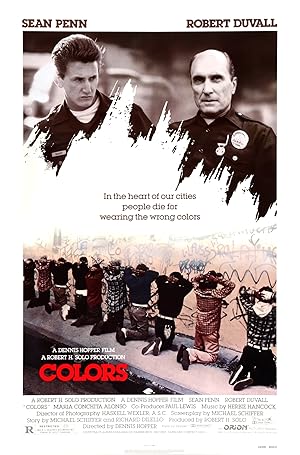 SEAN PENN ROBERT DUVALL
In the heart of our cities
people die for
wearing the wrong colors
A DENNIS HOPPER FILM
A ROBERT H. SOLO PRODUCTION
COLORS
A ROBERT H. SOLO PRODUCTION A DENNIS HOPPER FILM SEAN PENN ROBERT DUVALL
"COLORS" MARIA CONCHITA ALONSO Co-Producer PAUL LEWIS Music by HERBIE HANCOCK
Director of Photography HASKELL WEXLER, A.S.C. Screenplay by MICHAEL SCHIFFER
Story by MICHAEL SCHIFFER and RICHARD DILELLO Produced by ROBERT H. SOLO
R RESTRICTED Directed by DENNIS HOPPER ORION